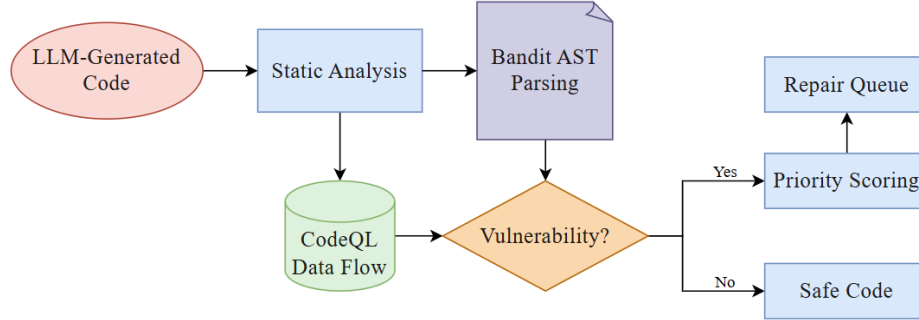 LLM-Generated
Code
Static Analysis
Bandit AST
Parsing
Repair Queue
Yes
Priority Scoring
CodeQL
Data Flow
Vulnerability?
No
Safe Code